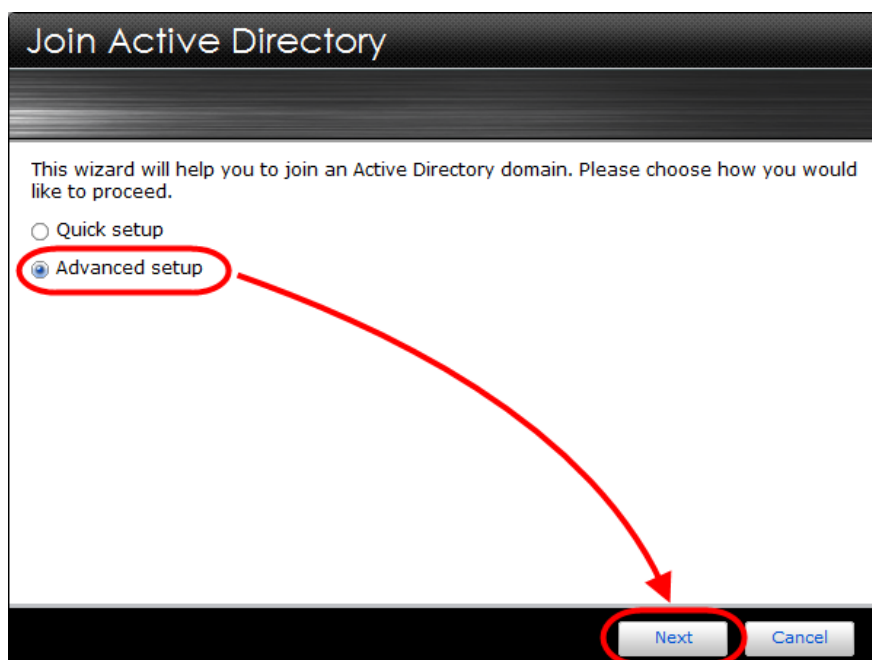 Join Active Directory
This wizard will help you to join an Active Directory domain. Please choose how you would
like to proceed.
Quick setup
Advanced setup
Next
Cancel